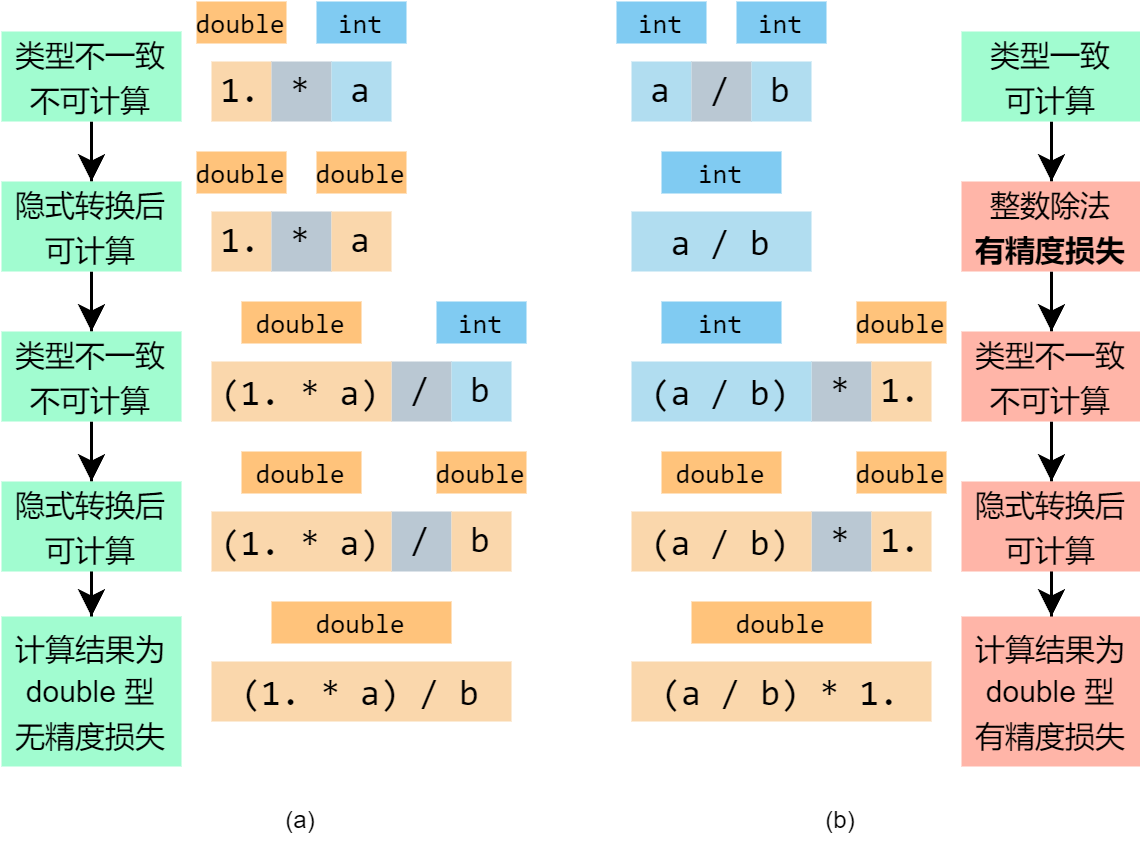 double
int
类型不一致
不可计算
1. * a
double
double
隐式转换后
可计算
1. * a
double
int
类型不一致
不可计算
(1. * a) / b
double
double
隐式转换后
可计算
(1. * a) / b
double
计算结果为
double 型
无精度损失
(1. * a) / b
(a)
int
int
a / b
类型一致
可计算
int
a / b
整数除法
有精度损失
int
double
(a / b) * 1.
类型不一致
不可计算
double
double
(a / b) * 1.
隐式转换后
可计算
double
(a / b) * 1.
计算结果为
double 型
有精度损失
(b)